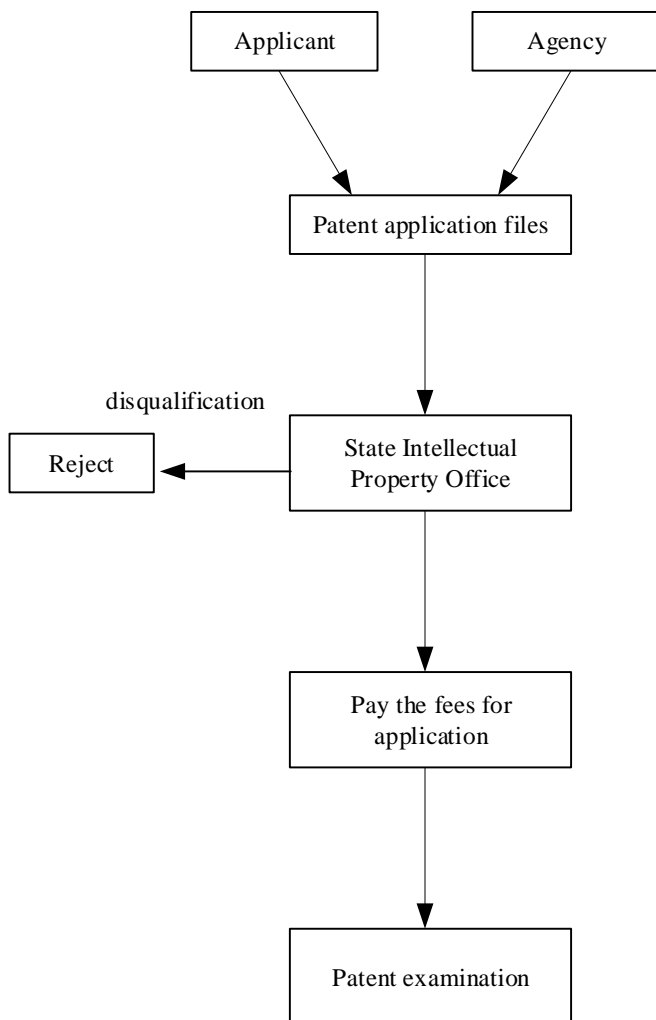 Applicant
Agency
Patent application files
disqualification
Reject
State Intellectual
Property Office
Pay the fees for
application
Patent examination